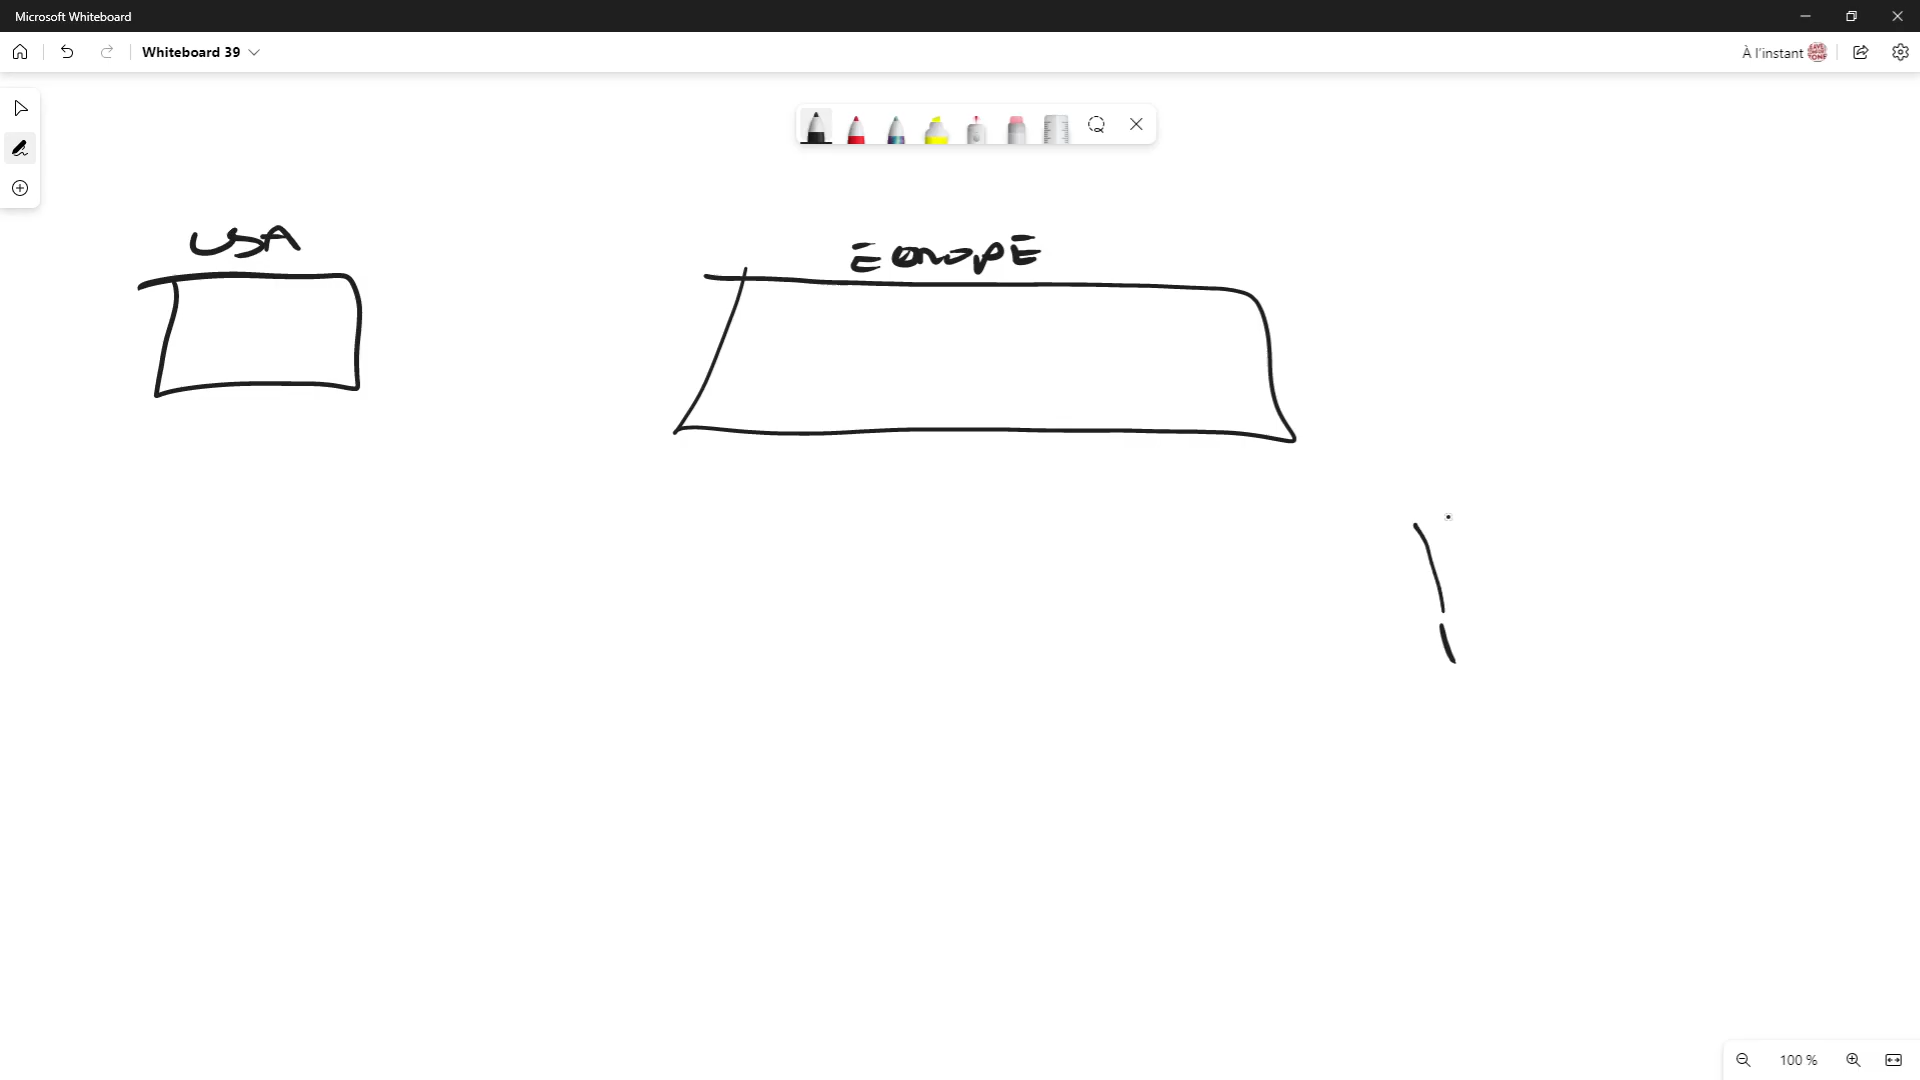 Microsoft Whiteboard
Whiteboard 39
À l'instant
USA
EUROPE
100 %